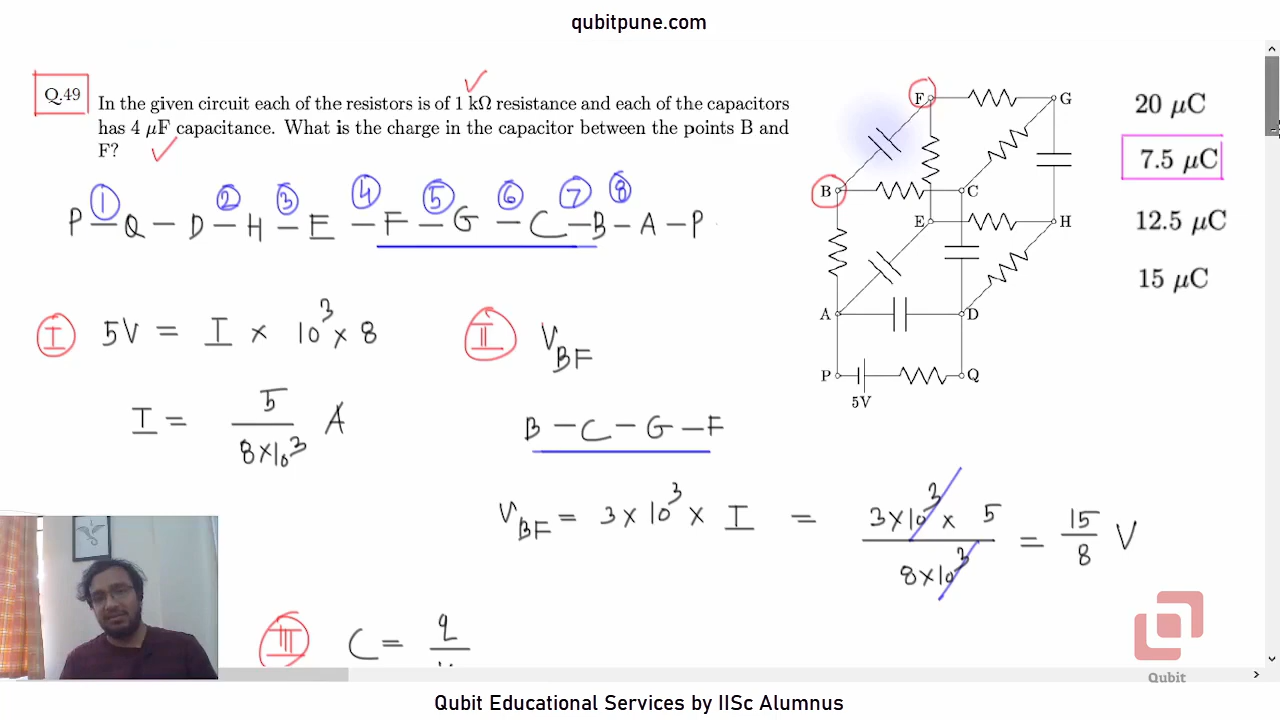 qubitpune.com
Q.49
In the given circuit each of the resistors is of 1 kΩ resistance and each of the capacitors
has 4 μF capacitance. What is the charge in the capacitor between the points B and
F?
① ② ③ ④ ⑤ ⑥ ⑦ ⑧
P – Q – D – H – E – F – G – C – B – A – P
F G
B C
E H
A D
P Q
5V
20 μC
7.5 μC
12.5 μC
15 μC
I 5V = I × 10³ × 8
I = 5 / 8×10³ A
II V_BF
B – C – G – F
V_BF = 3 × 10³ × I = 3×10³ × 5 / 8×10³ = 15/8 V
III C = q
Qubit
Qubit Educational Services by IISc Alumnus